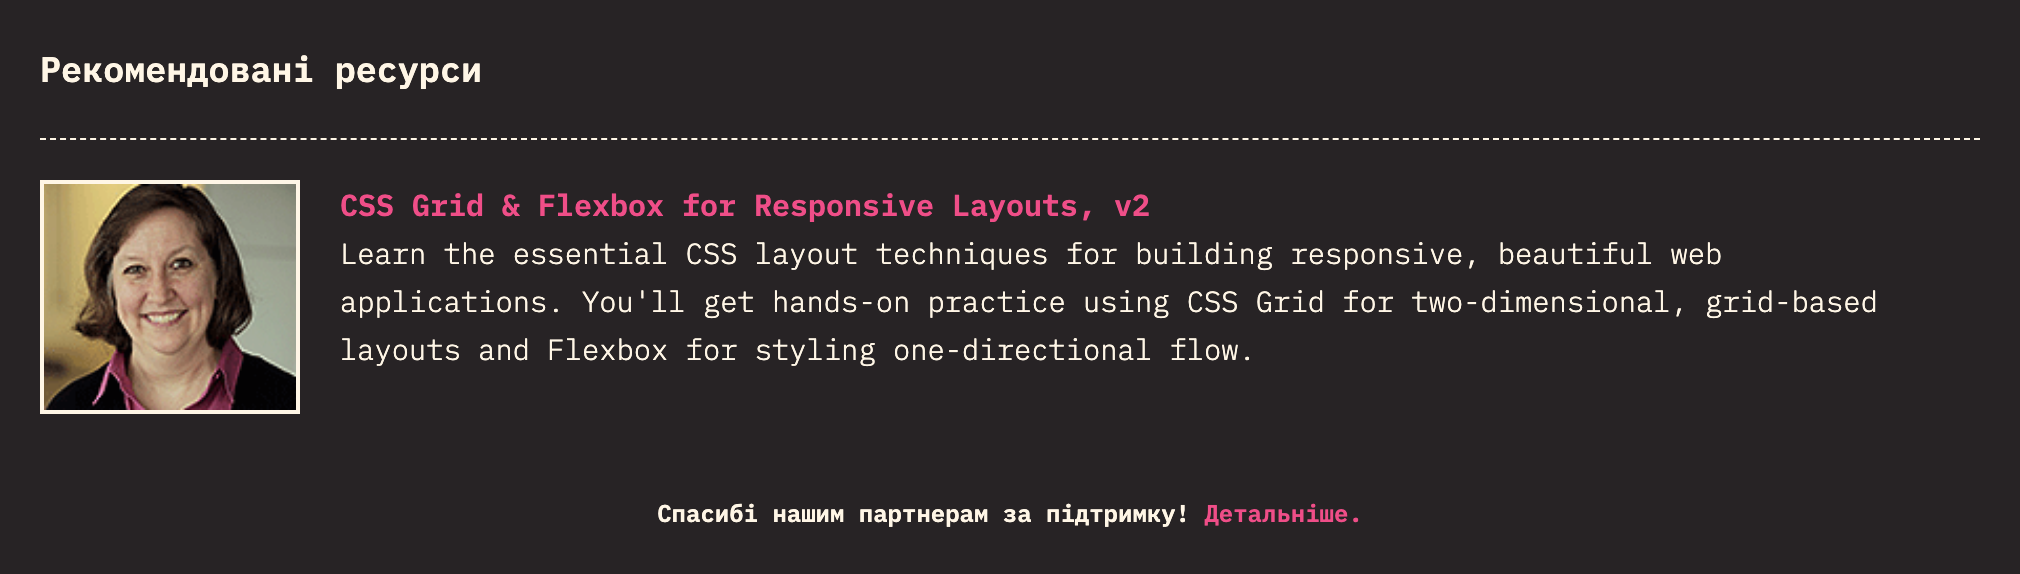 Рекомендовані ресурси
CSS Grid & Flexbox for Responsive Layouts, v2
Learn the essential CSS layout techniques for building responsive, beautiful web
applications. You'll get hands-on practice using CSS Grid for two-dimensional, grid-based
layouts and Flexbox for styling one-directional flow.
Спасибі нашим партнерам за підтримку! Детальніше.